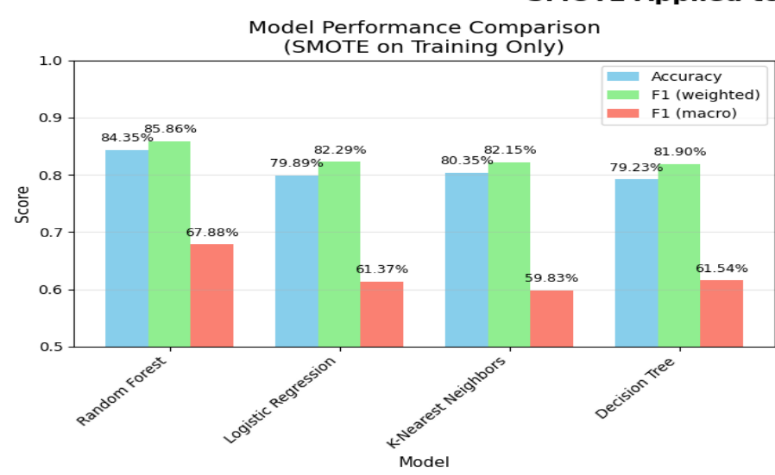 Model Performance Comparison
(SMOTE on Training Only)
1.0
0.9
0.8
0.7
0.6
0.5
Score
Accuracy
F1 (weighted)
F1 (macro)
84.35% 85.86% 67.88%
79.89% 82.29% 61.37%
80.35% 82.15% 59.83%
79.23% 81.90% 61.54%
Random Forest
Logistic Regression
K-Nearest Neighbors
Decision Tree
Model